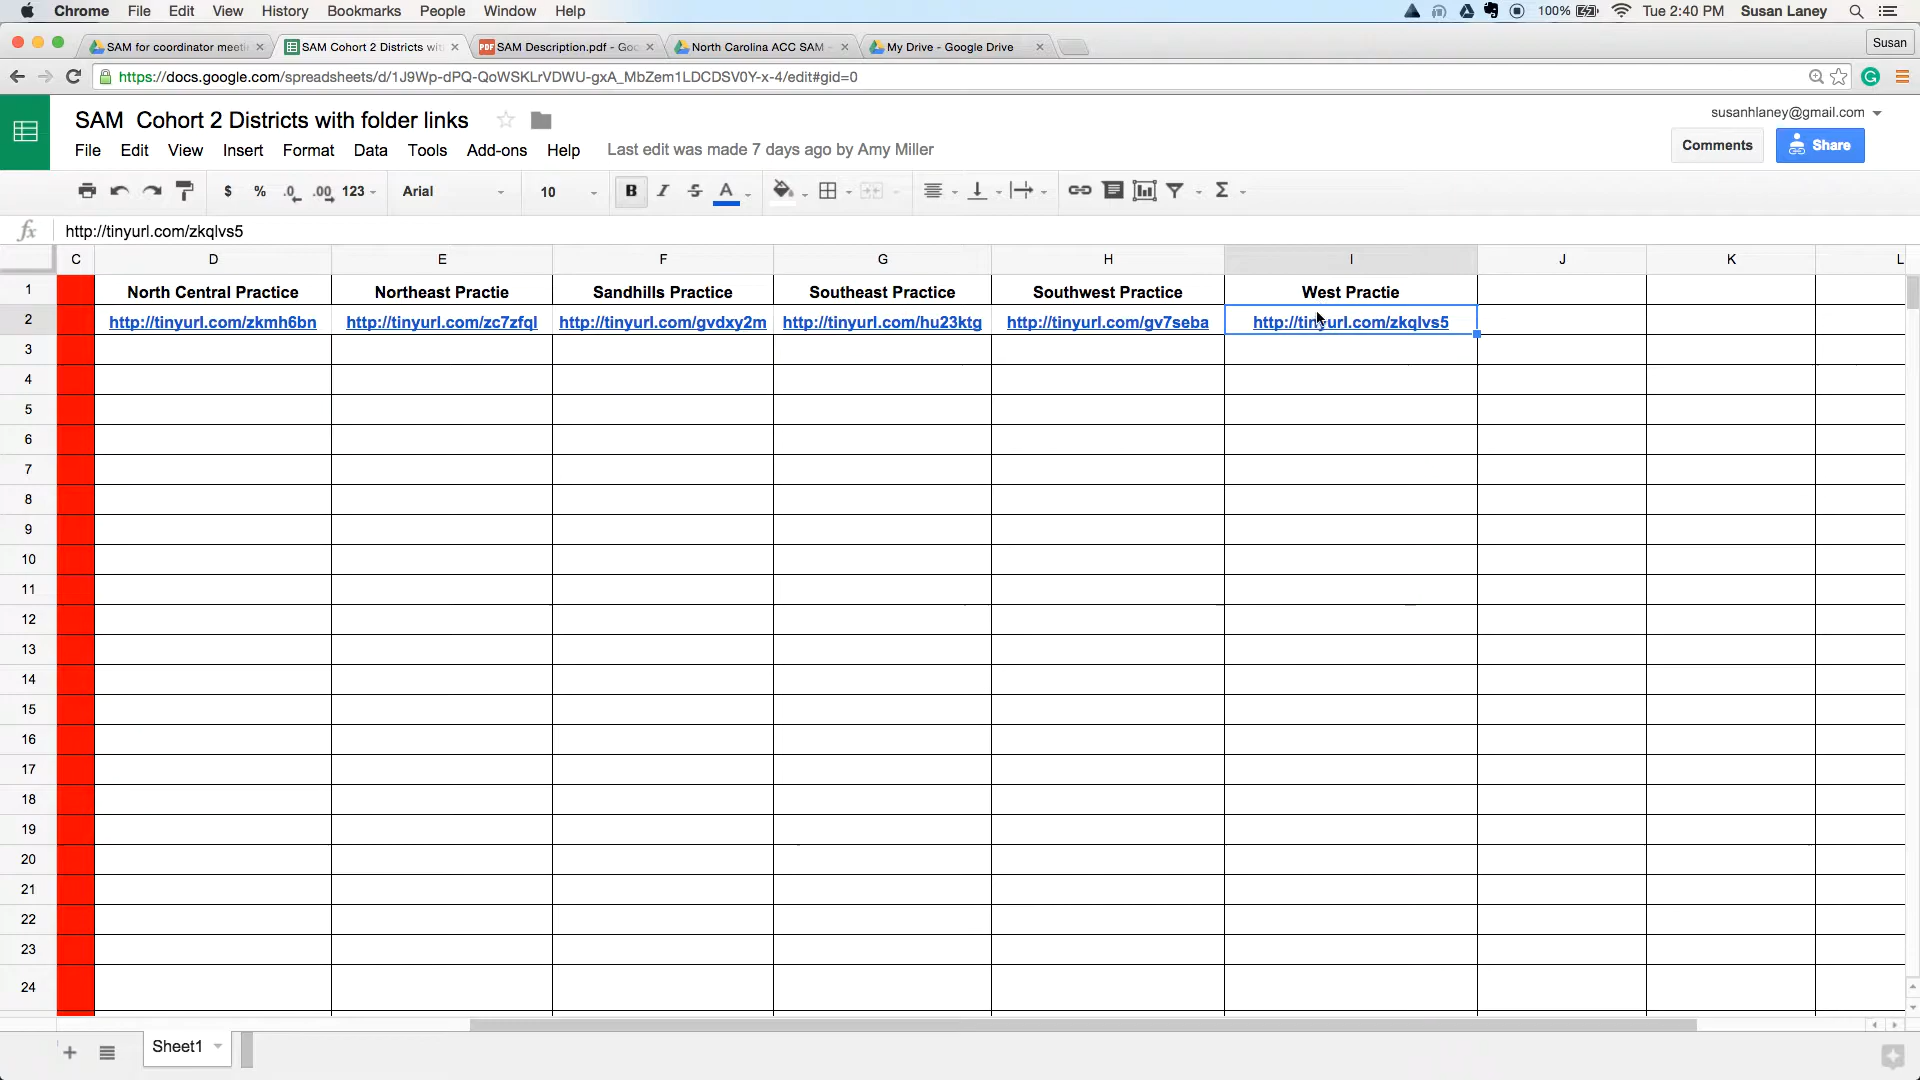 Chrome File Edit View History Bookmarks People Window Help 100% Tue 2:40 PM Susan Laney
SAM for coordinator meeti SAM Cohort 2 Districts wit SAM Description.pdf - Goo North Carolina ACC SAM - My Drive - Google Drive Susan
https://docs.google.com/spreadsheets/d/1J9Wp-dPQ-QoWSKLrVDWU-gxA_MbZem1LDCDSV0Y-x-4/edit#gid=0
SAM Cohort 2 Districts with folder links susanhlaney@gmail.com
File Edit View Insert Format Data Tools Add-ons Help Last edit was made 7 days ago by Amy Miller Comments Share
$ % .0 .00 123 Arial 10 B I S A Σ
fx http://tinyurl.com/zkqlvs5
C D E F G H I J K L
1 North Central Practice Northeast Practie Sandhills Practice Southeast Practice Southwest Practice West Practie
2 http://tinyurl.com/zkmh6bn http://tinyurl.com/zc7zfql http://tinyurl.com/gvdxy2m http://tinyurl.com/hu23ktg http://tinyurl.com/gv7seba http://tinyurl.com/zkqlvs5
3
4
5
6
7
8
9
10
11
12
13
14
15
16
17
18
19
20
21
22
23
24
Sheet1